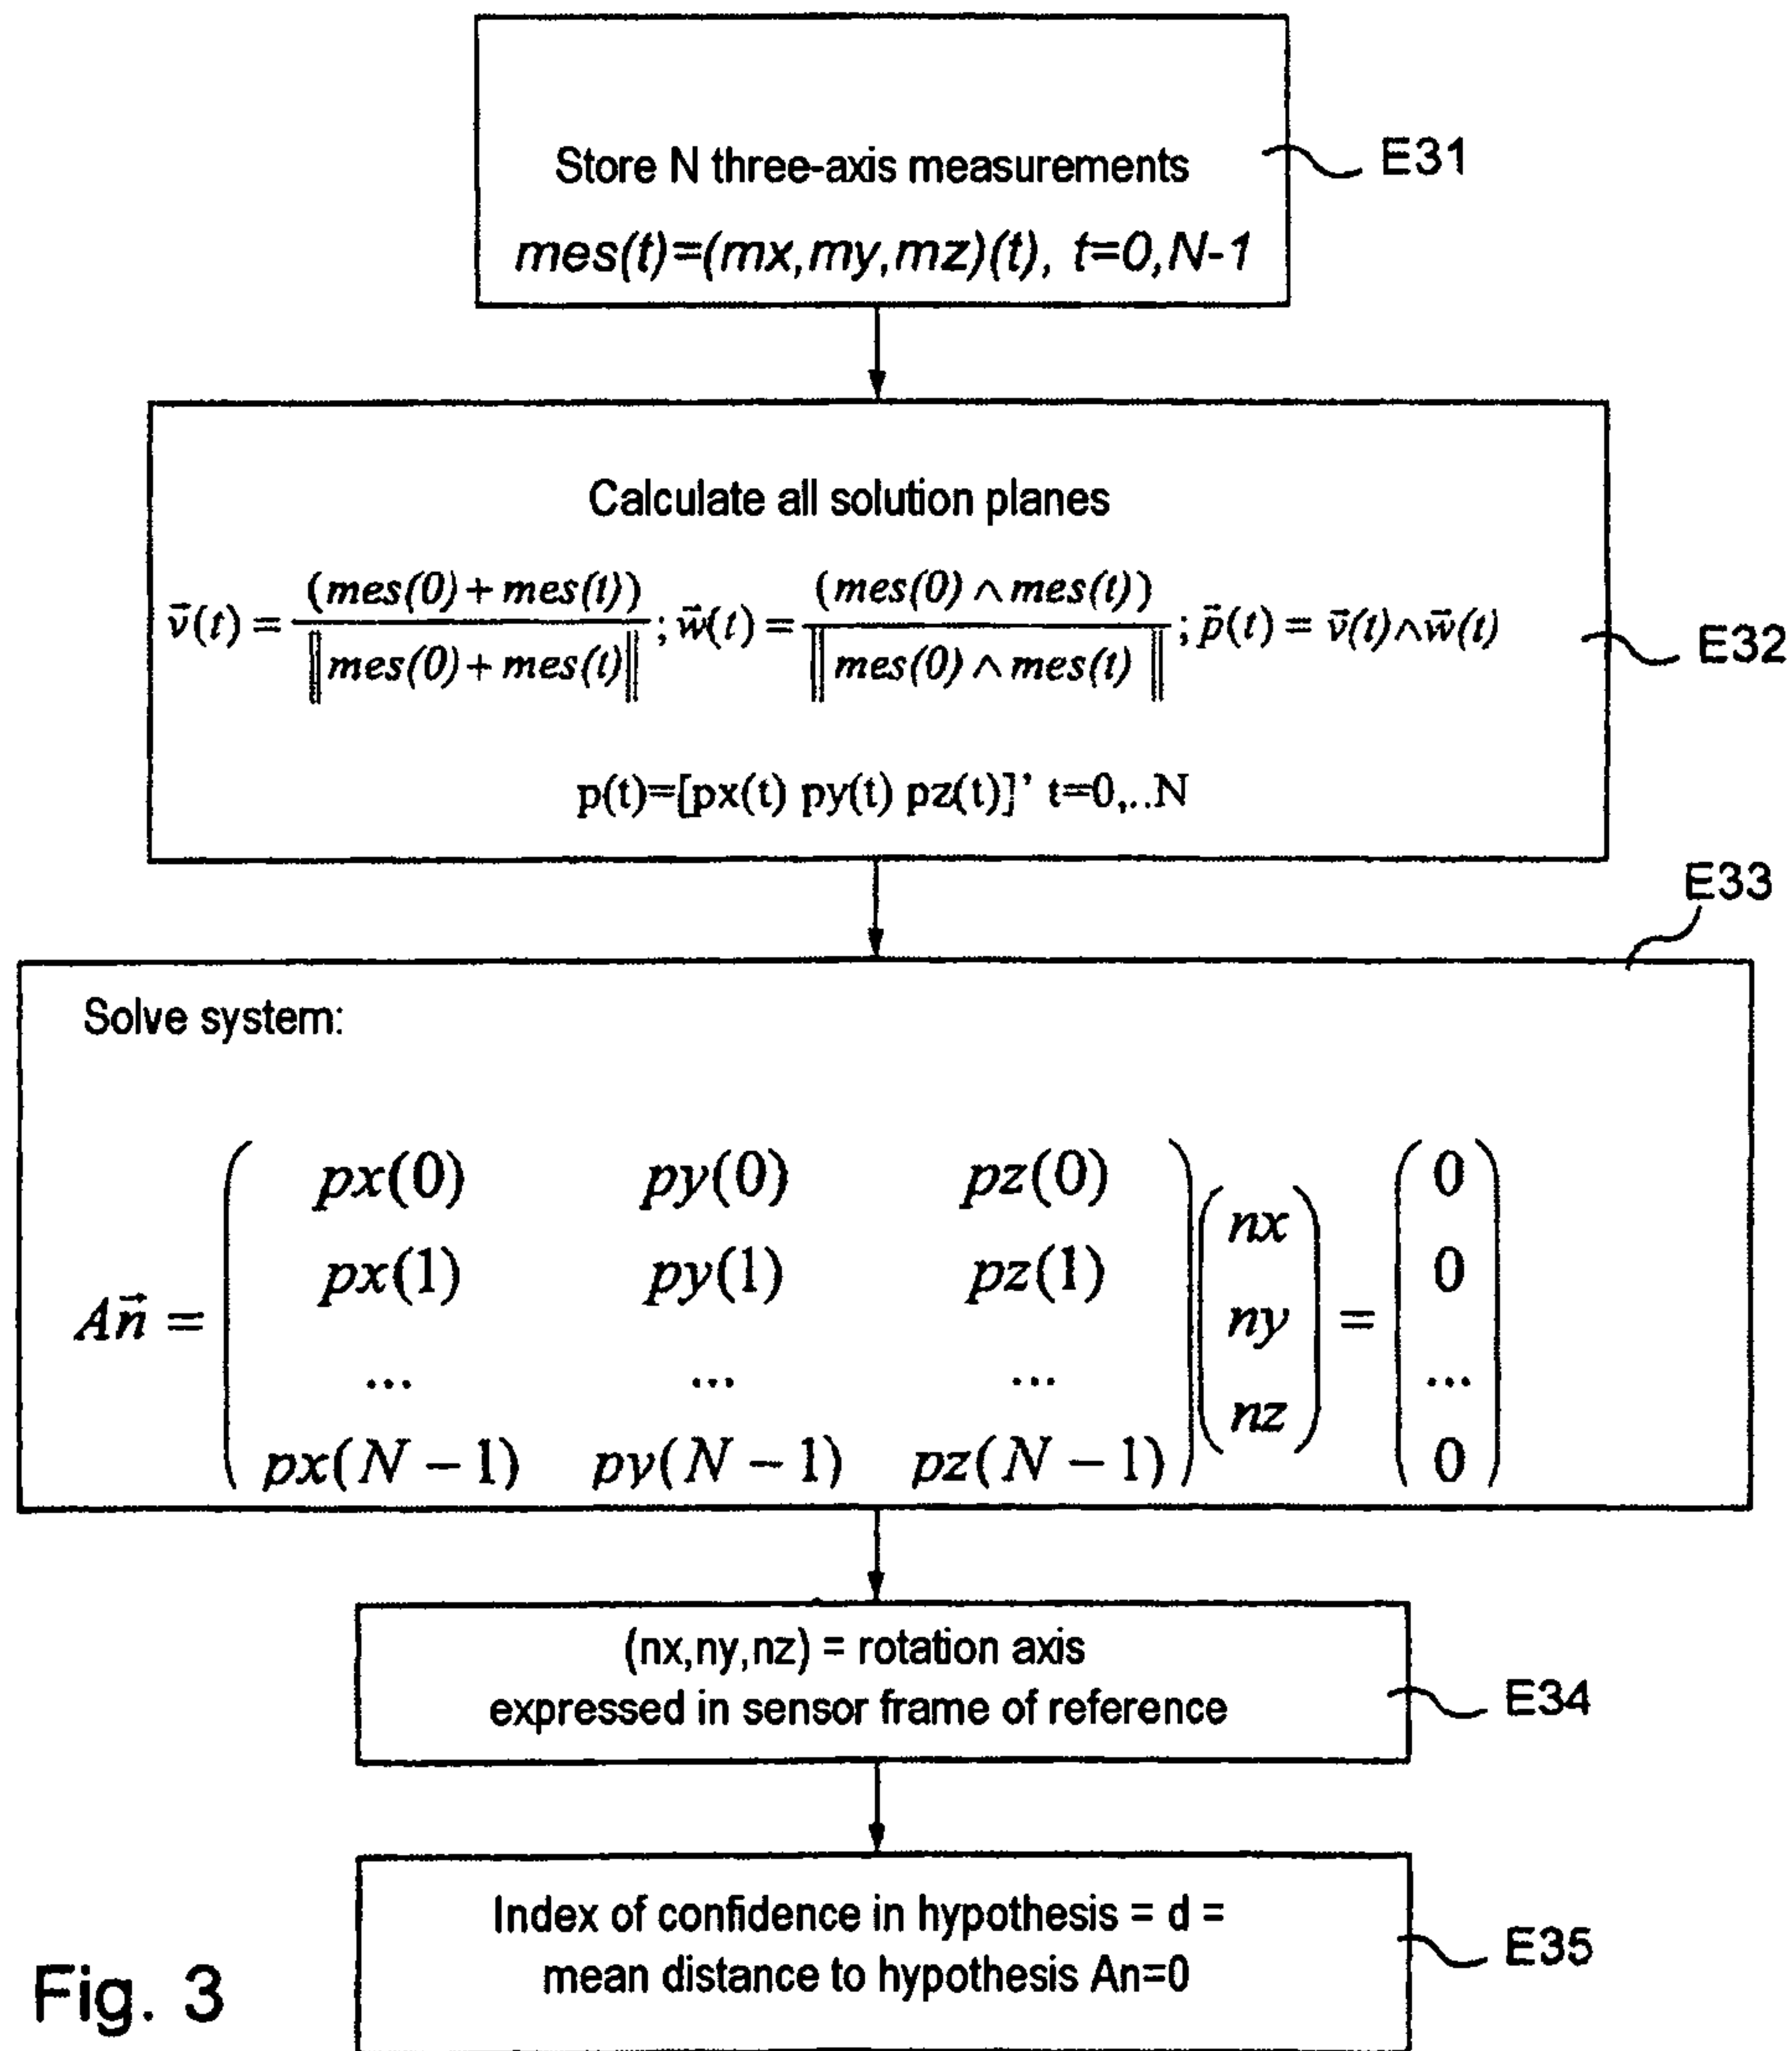 Store N three-axis measurements
mes(t)=(mx,my,mz)(t), t=0,N-1
E31
Calculate all solution planes
v⃗(t) = (mes(0) + mes(t)) / ‖mes(0) + mes(t)‖ ; w⃗(t) = (mes(0) ∧ mes(t)) / ‖mes(0) ∧ mes(t)‖ ; p⃗(t) = v⃗(t)∧w⃗(t)
E32
p(t)=[px(t) py(t) pz(t)]' t=0,..N
E33
Solve system:
px(0) py(0) pz(0) 0
px(1) py(1) pz(1) nx 0
An⃗ = ny =
... ... ... nz ...
px(N − 1) py(N − 1) pz(N − 1) 0
(nx,ny,nz) = rotation axis
expressed in sensor frame of reference
E34
Index of confidence in hypothesis = d =
mean distance to hypothesis An=0
E35
Fig. 3